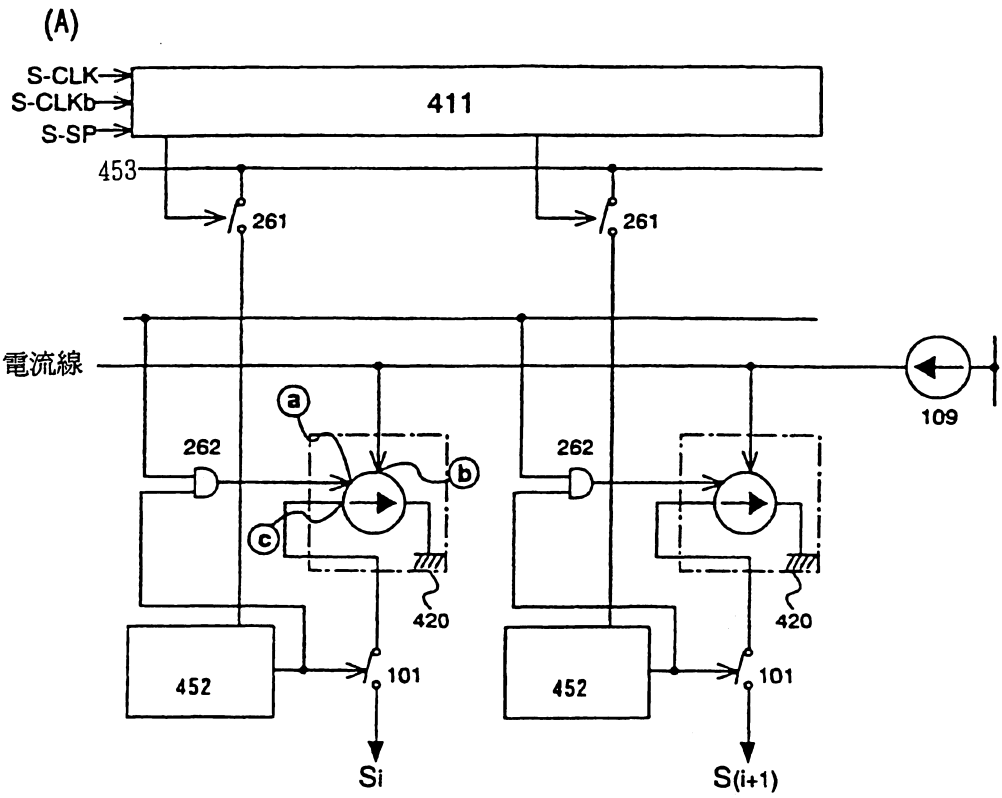 (A)
S-CLK
S-CLKb
S-SP
411
453
261
261
電流線
109
a
262
b
262
c
420
420
452
101
452
101
Si
S(i+1)